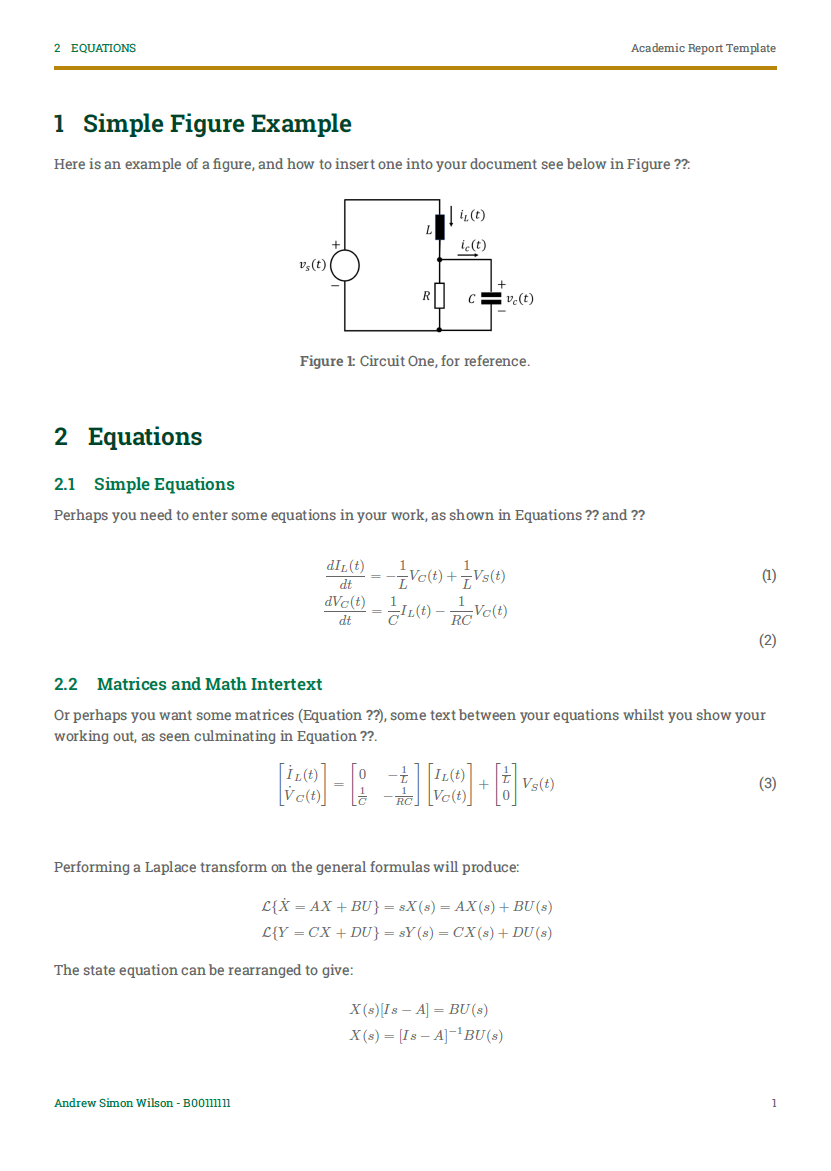 2 EQUATIONS Academic Report Template
1 Simple Figure Example
Here is an example of a figure, and how to insert one into your document see below in Figure ??:
i_L(t)
L
i_c(t)
+
v_s(t)
−
R
C
+
v_c(t)
−
Figure 1: Circuit One, for reference.
2 Equations
2.1 Simple Equations
Perhaps you need to enter some equations in your work, as shown in Equations ?? and ??
\frac{dI_L(t)}{dt} = -\frac{1}{L}V_C(t) + \frac{1}{L}V_S(t) (1)
\frac{dV_C(t)}{dt} = \frac{1}{C}I_L(t) - \frac{1}{RC}V_C(t)
(2)
2.2 Matrices and Math Intertext
Or perhaps you want some matrices (Equation ??), some text between your equations whilst you show your
working out, as seen culminating in Equation ??.
\begin{bmatrix} \dot{I}_L(t) \\ \dot{V}_C(t) \end{bmatrix} = \begin{bmatrix} 0 & -\frac{1}{L} \\ \frac{1}{C} & -\frac{1}{RC} \end{bmatrix} \begin{bmatrix} I_L(t) \\ V_C(t) \end{bmatrix} + \begin{bmatrix} \frac{1}{L} \\ 0 \end{bmatrix} V_S(t) (3)
Performing a Laplace transform on the general formulas will produce:
ℒ{Ẋ = AX + BU} = sX(s) = AX(s) + BU(s)
ℒ{Y = CX + DU} = sY(s) = CX(s) + DU(s)
The state equation can be rearranged to give:
X(s)[Is − A] = BU(s)
X(s) = [Is − A]⁻¹BU(s)
Andrew Simon Wilson - B00111111 1